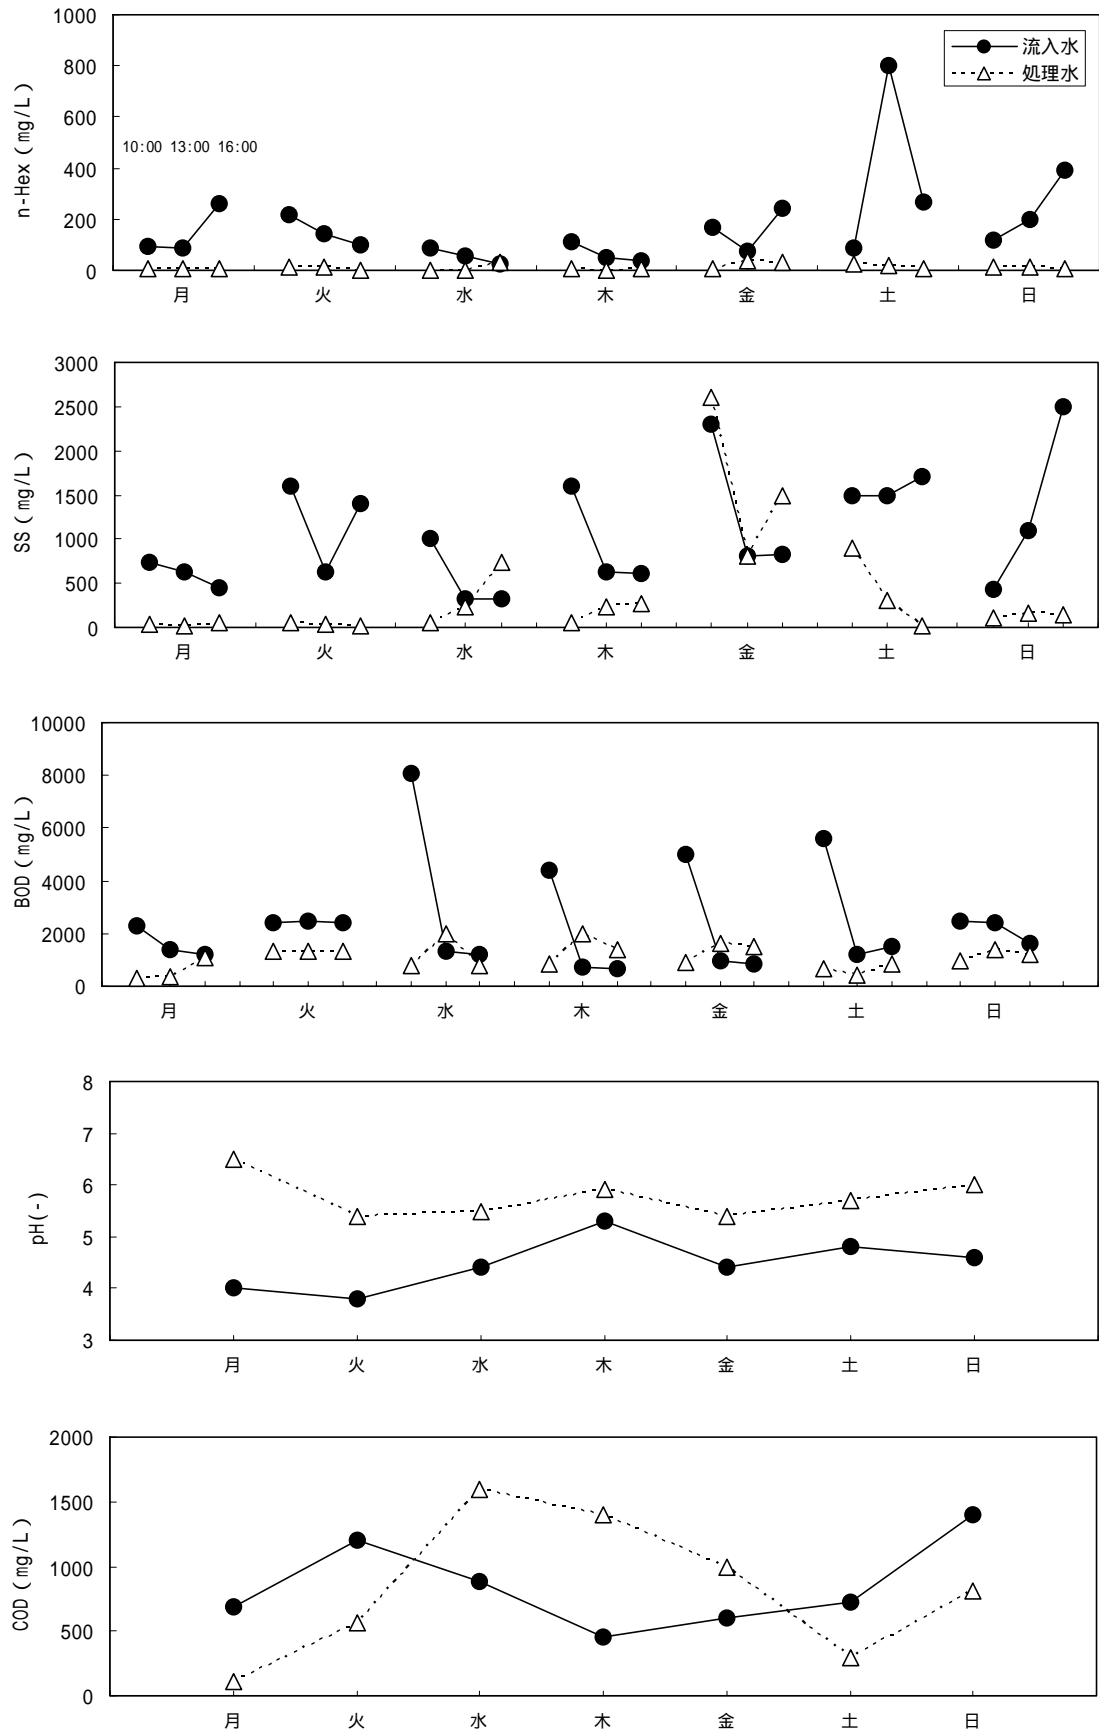 n-Hex(mg/L)
1000
800
600
400
200
0
流入水
処理水
10:00 13:00 16:00
月 火 水 木 金 土 日
SS(mg/L)
3000
2500
2000
1500
1000
500
0
月 火 水 木 金 土 日
BOD(mg/L)
10000
8000
6000
4000
2000
0
月 火 水 木 金 土 日
pH(-)
8
7
6
5
4
3
月 火 水 木 金 土 日
COD(mg/L)
2000
1500
1000
500
0
月 火 水 木 金 土 日